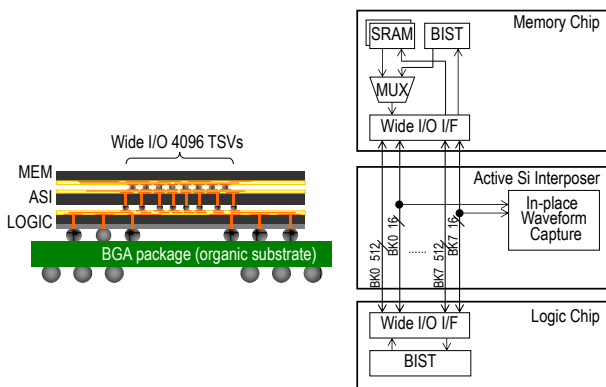 Wide I/O 4096 TSVs
MEM
ASI
LOGIC
BGA package (organic substrate)
Memory Chip
SRAM
BIST
MUX
Wide I/O I/F
Active Si Interposer
In-place
Waveform
Capture
BK0 512
BK0 16
......
BK7 512
BK7 16
Logic Chip
Wide I/O I/F
BIST